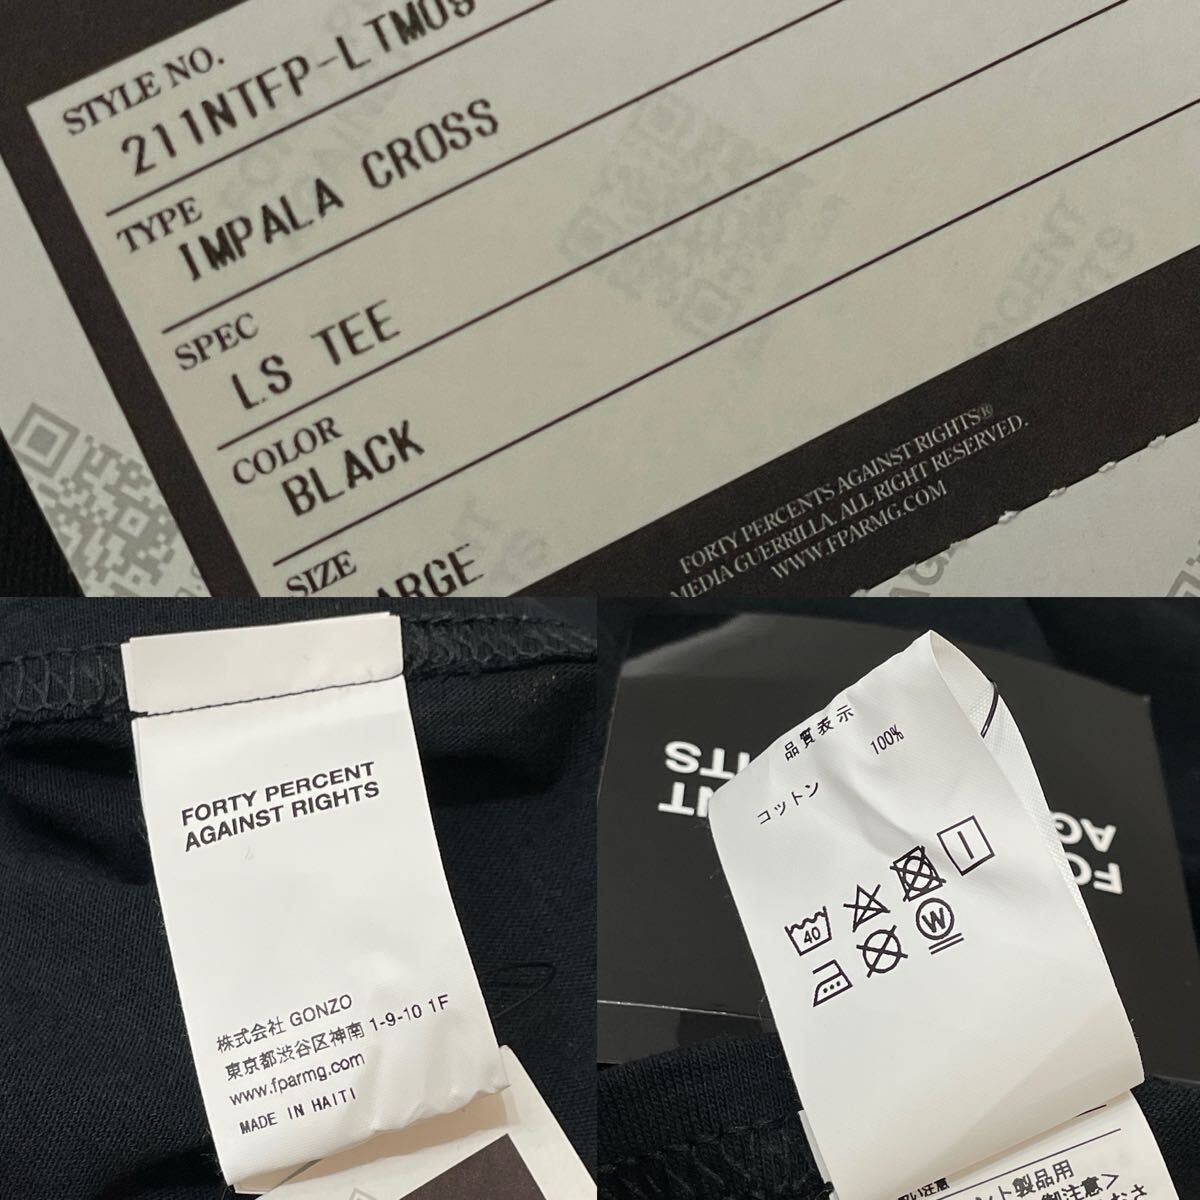 STYLE NO.
211NTFP-LTM09
TYPE
IMPALA CROSS
SPEC
LS TEE
COLOR
BLACK
SIZE
FORTY PERCENTS AGAINST RIGHTS®
MEDIA GUERRILLA. ALL RIGHT RESERVED.
WWW.FPARMG.COM
FORTY PERCENT
AGAINST RIGHTS
株式会社 GONZO
東京都渋谷区神南 1-9-10 1F
www.fparmg.com
MADE IN HAITI
品質表示
コットン 100%
40
W